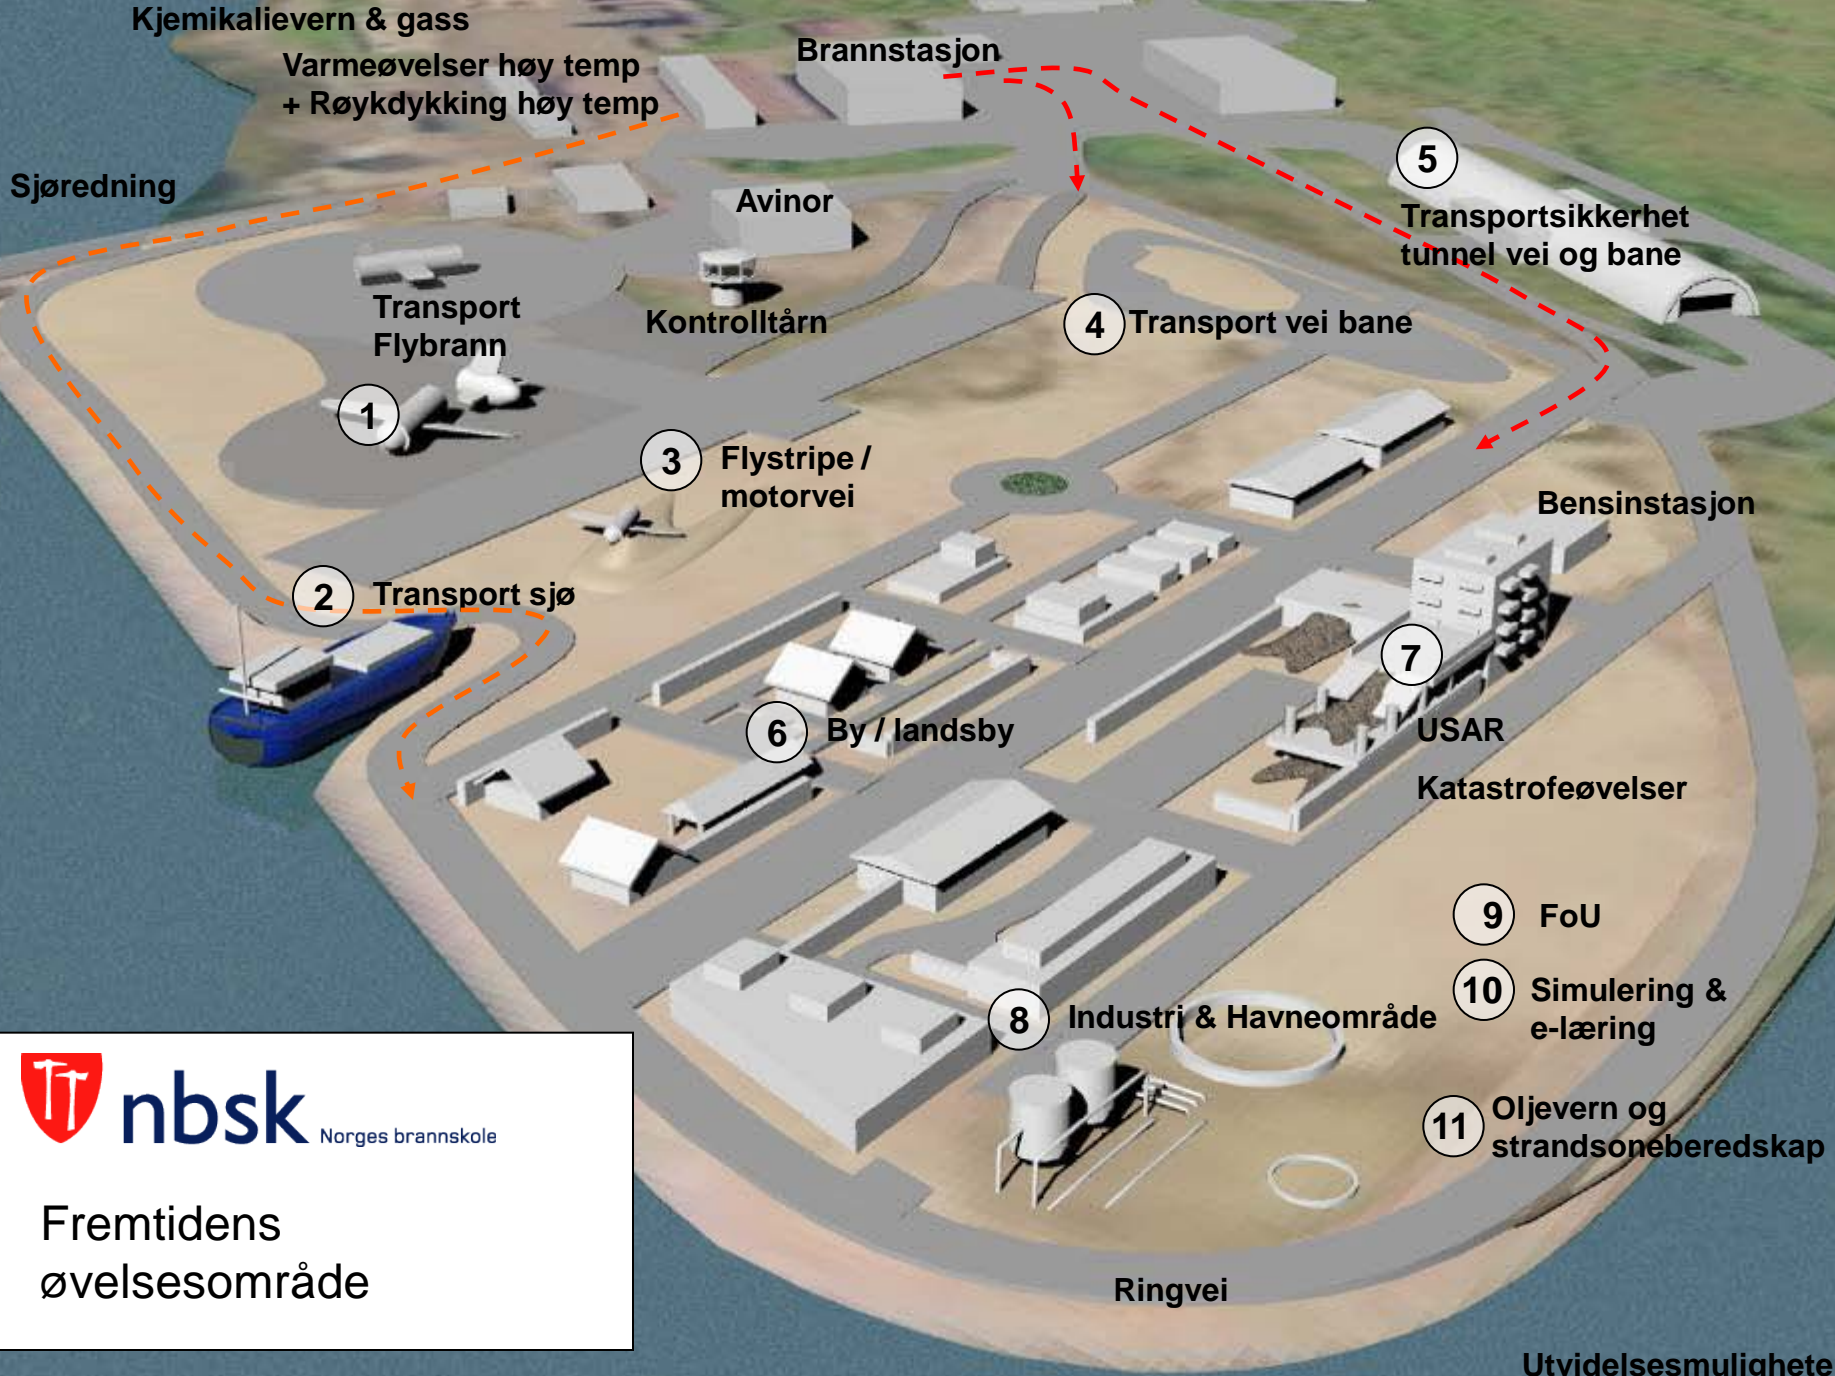 Kjemikalievern & gass
Varmeøvelser høy temp
+ Røykdykking høy temp
Brannstasjon
Sjøredning
Avinor
5
Transportsikkerhet
tunnel vei og bane
Transport
Flybrann
Kontrolltårn
4 Transport vei bane
1
3 Flystripe /
motorvei
Bensinstasjon
2 Transport sjø
7
6 By / landsby
USAR
Katastrofeøvelser
9 FoU
10 Simulering &
e-læring
8 Industri & Havneområde
11 Oljevern og
strandsoneberedskap
nbsk Norges brannskole
Fremtidens
øvelsesområde
Ringvei
Utvidelsesmulighete